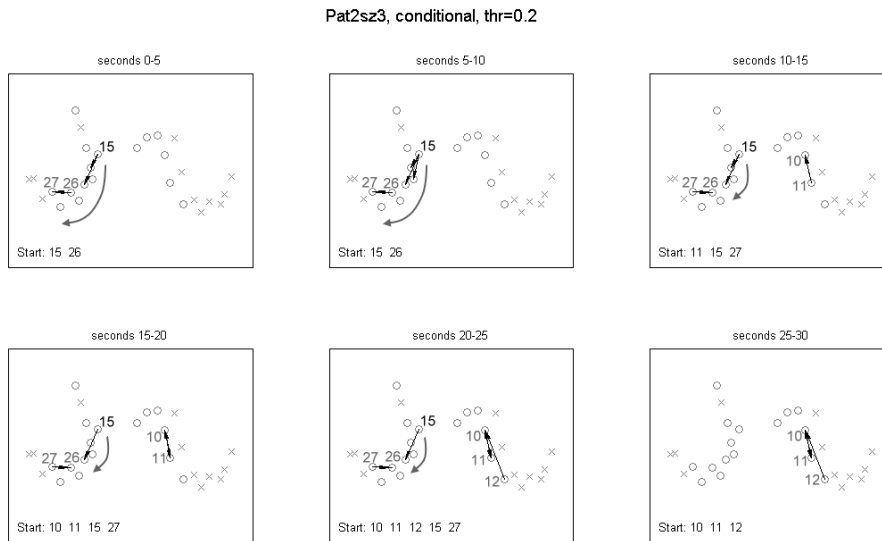 Pat2sz3, conditional, thr=0.2
seconds 0-5
15
27 26
Start: 15 26
seconds 5-10
15
27 26
Start: 15 26
seconds 10-15
15
10
27 26
11
Start: 11 15 27
seconds 15-20
15
10
27 26 11
Start: 10 11 15 27
seconds 20-25
15
10
27 26 11
12
Start: 10 11 12 15 27
seconds 25-30
10
11
12
Start: 10 11 12